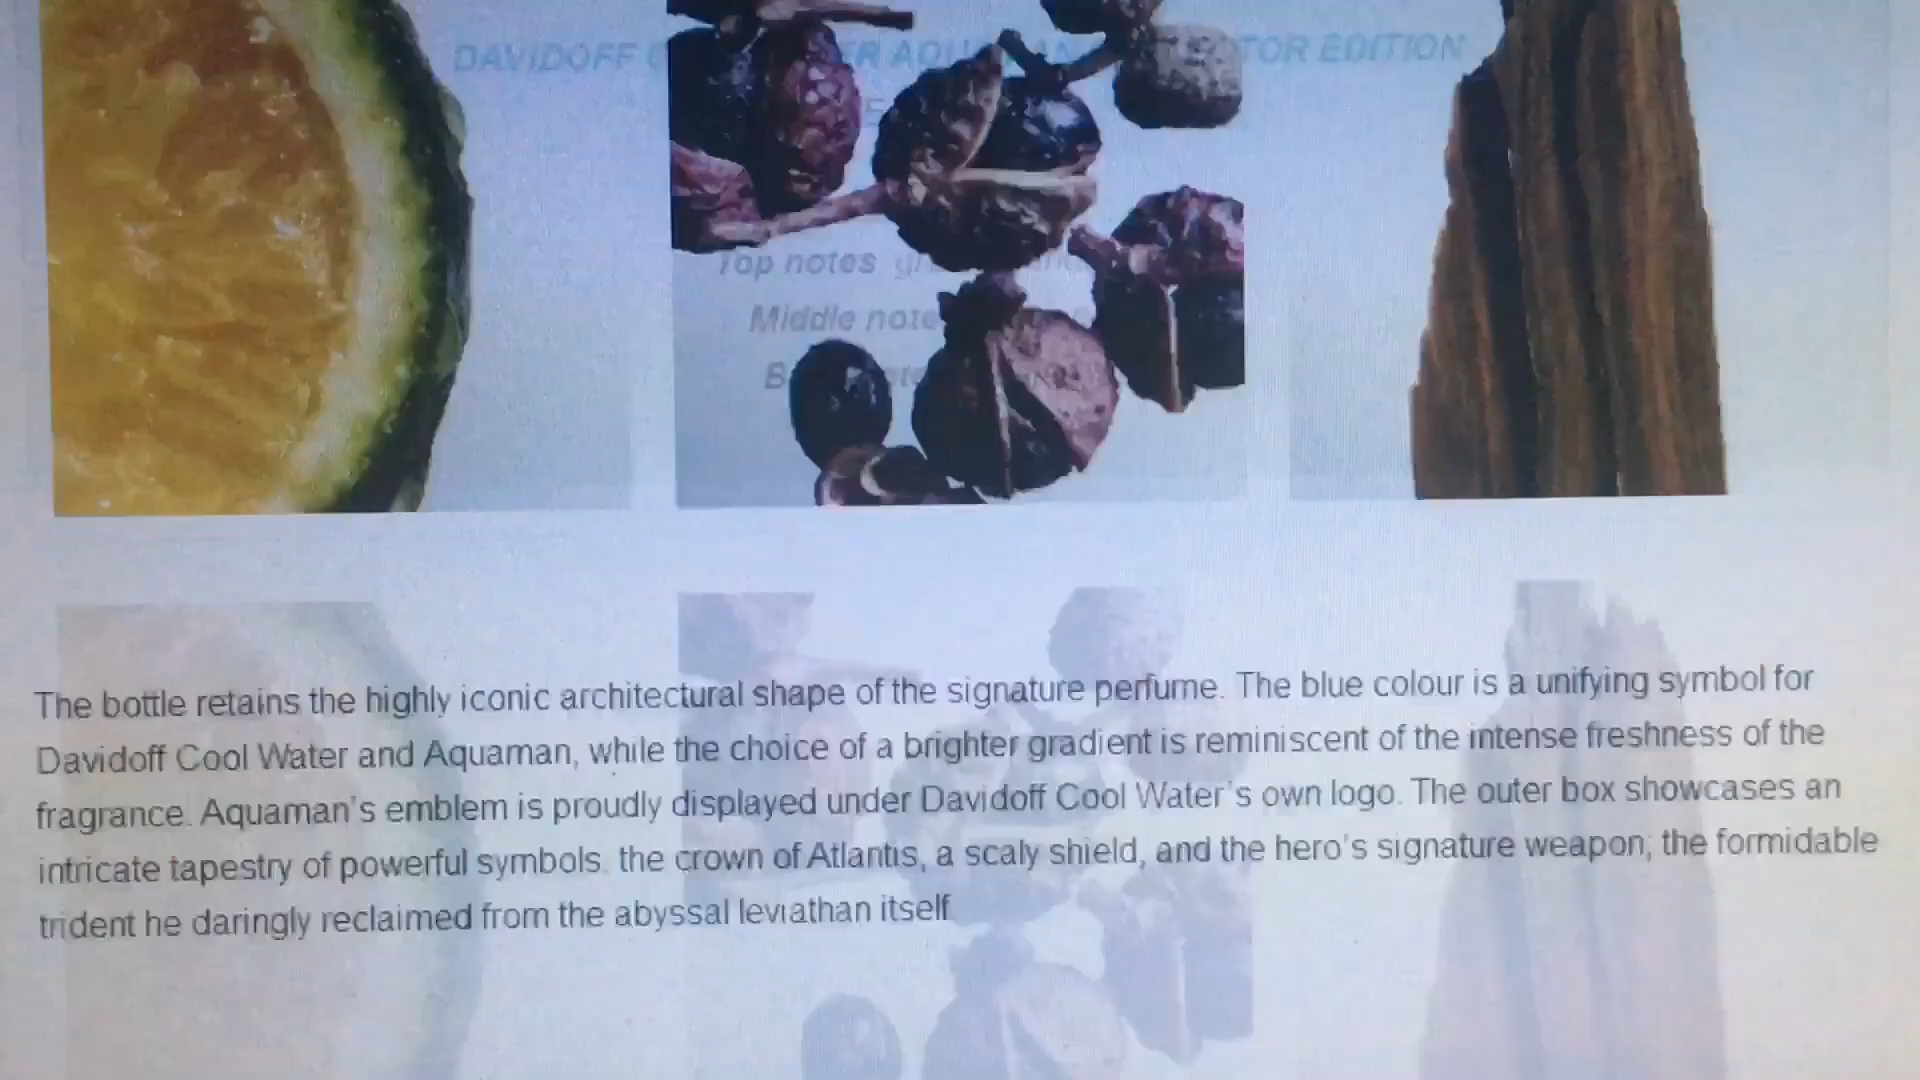 DAVIDOFF
TOR EDITION
Top notes
Middle note
The bottle retains the highly iconic architectural shape of the signature perfume. The blue colour is a unifying symbol for
Davidoff Cool Water and Aquaman, while the choice of a brighter gradient is reminiscent of the intense freshness of the
fragrance. Aquaman's emblem is proudly displayed under Davidoff Cool Water's own logo. The outer box showcases an
intricate tapestry of powerful symbols. the crown of Atlantis, a scaly shield, and the hero's signature weapon; the formidable
trident he daringly reclaimed from the abyssal leviathan itself.